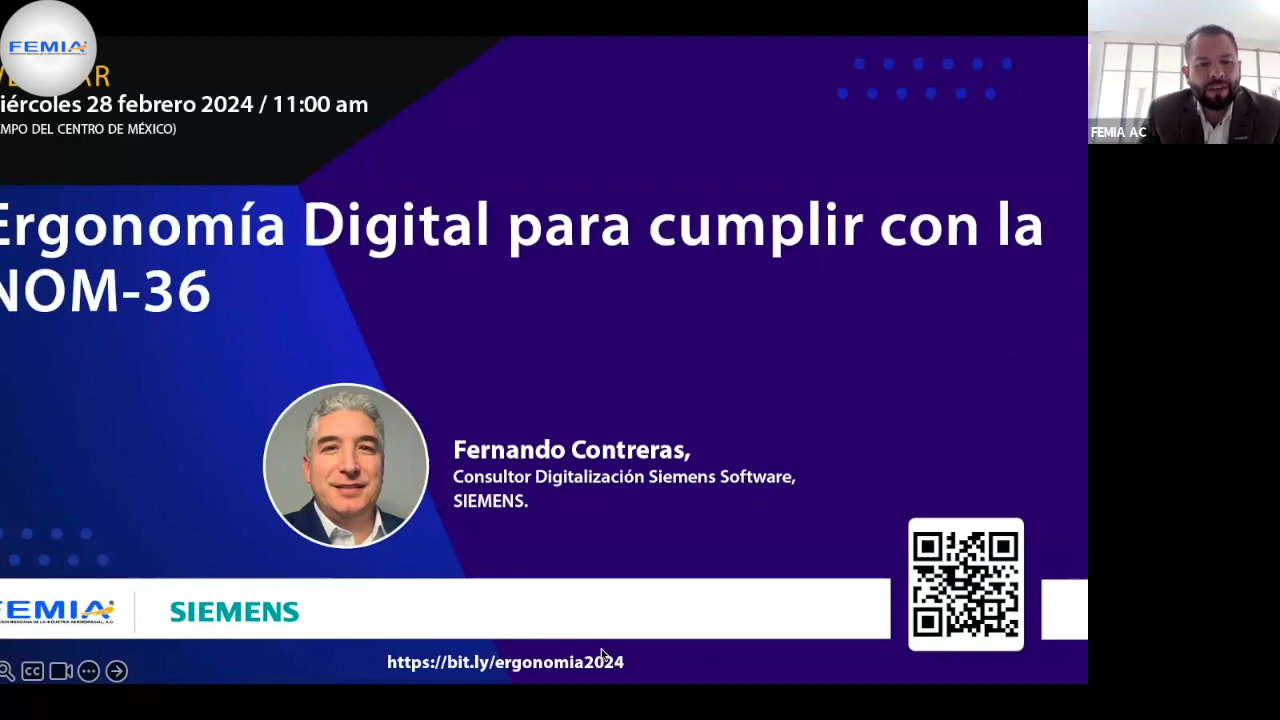 FEMIA
iércoles 28 febrero 2024 / 11:00 am
MPO DEL CENTRO DE MÉXICO)
FEMIA AC
Ergonomía Digital para cumplir con la
NOM-36
Fernando Contreras,
Consultor Digitalización Siemens Software,
SIEMENS.
FEMIA
SIEMENS
https://bit.ly/ergonomia2024
CC